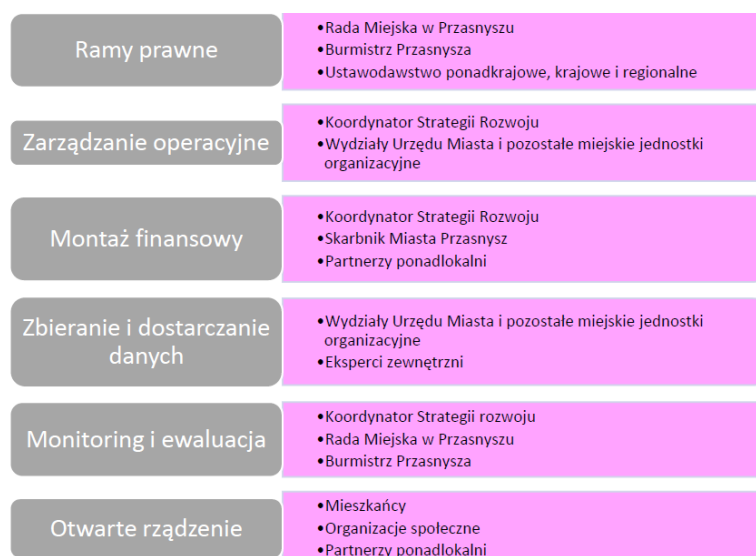 Ramy prawne
•Rada Miejska w Przasnyszu
•Burmistrz Przasnysza
•Ustawodawstwo ponadkrajowe, krajowe i regionalne
Zarządzanie operacyjne
•Koordynator Strategii Rozwoju
•Wydziały Urzędu Miasta i pozostałe miejskie jednostki
organizacyjne
Montaż finansowy
•Koordynator Strategii Rozwoju
•Skarbnik Miasta Przasnysz
•Partnerzy ponadlokalni
Zbieranie i dostarczanie
danych
•Wydziały Urzędu Miasta i pozostałe miejskie jednostki
organizacyjne
•Eksperci zewnętrzni
Monitoring i ewaluacja
•Koordynator Strategii rozwoju
•Rada Miejska w Przasnyszu
•Burmistrz Przasnysza
Otwarte rządzenie
•Mieszkańcy
•Organizacje społeczne
•Partnerzy ponadlokalni